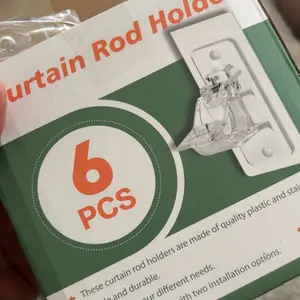 urtain Rod Holde
6
PCS
These curtain rod holders are made of quality plastic and stai
le and durable.
our different needs.
with two installation options.